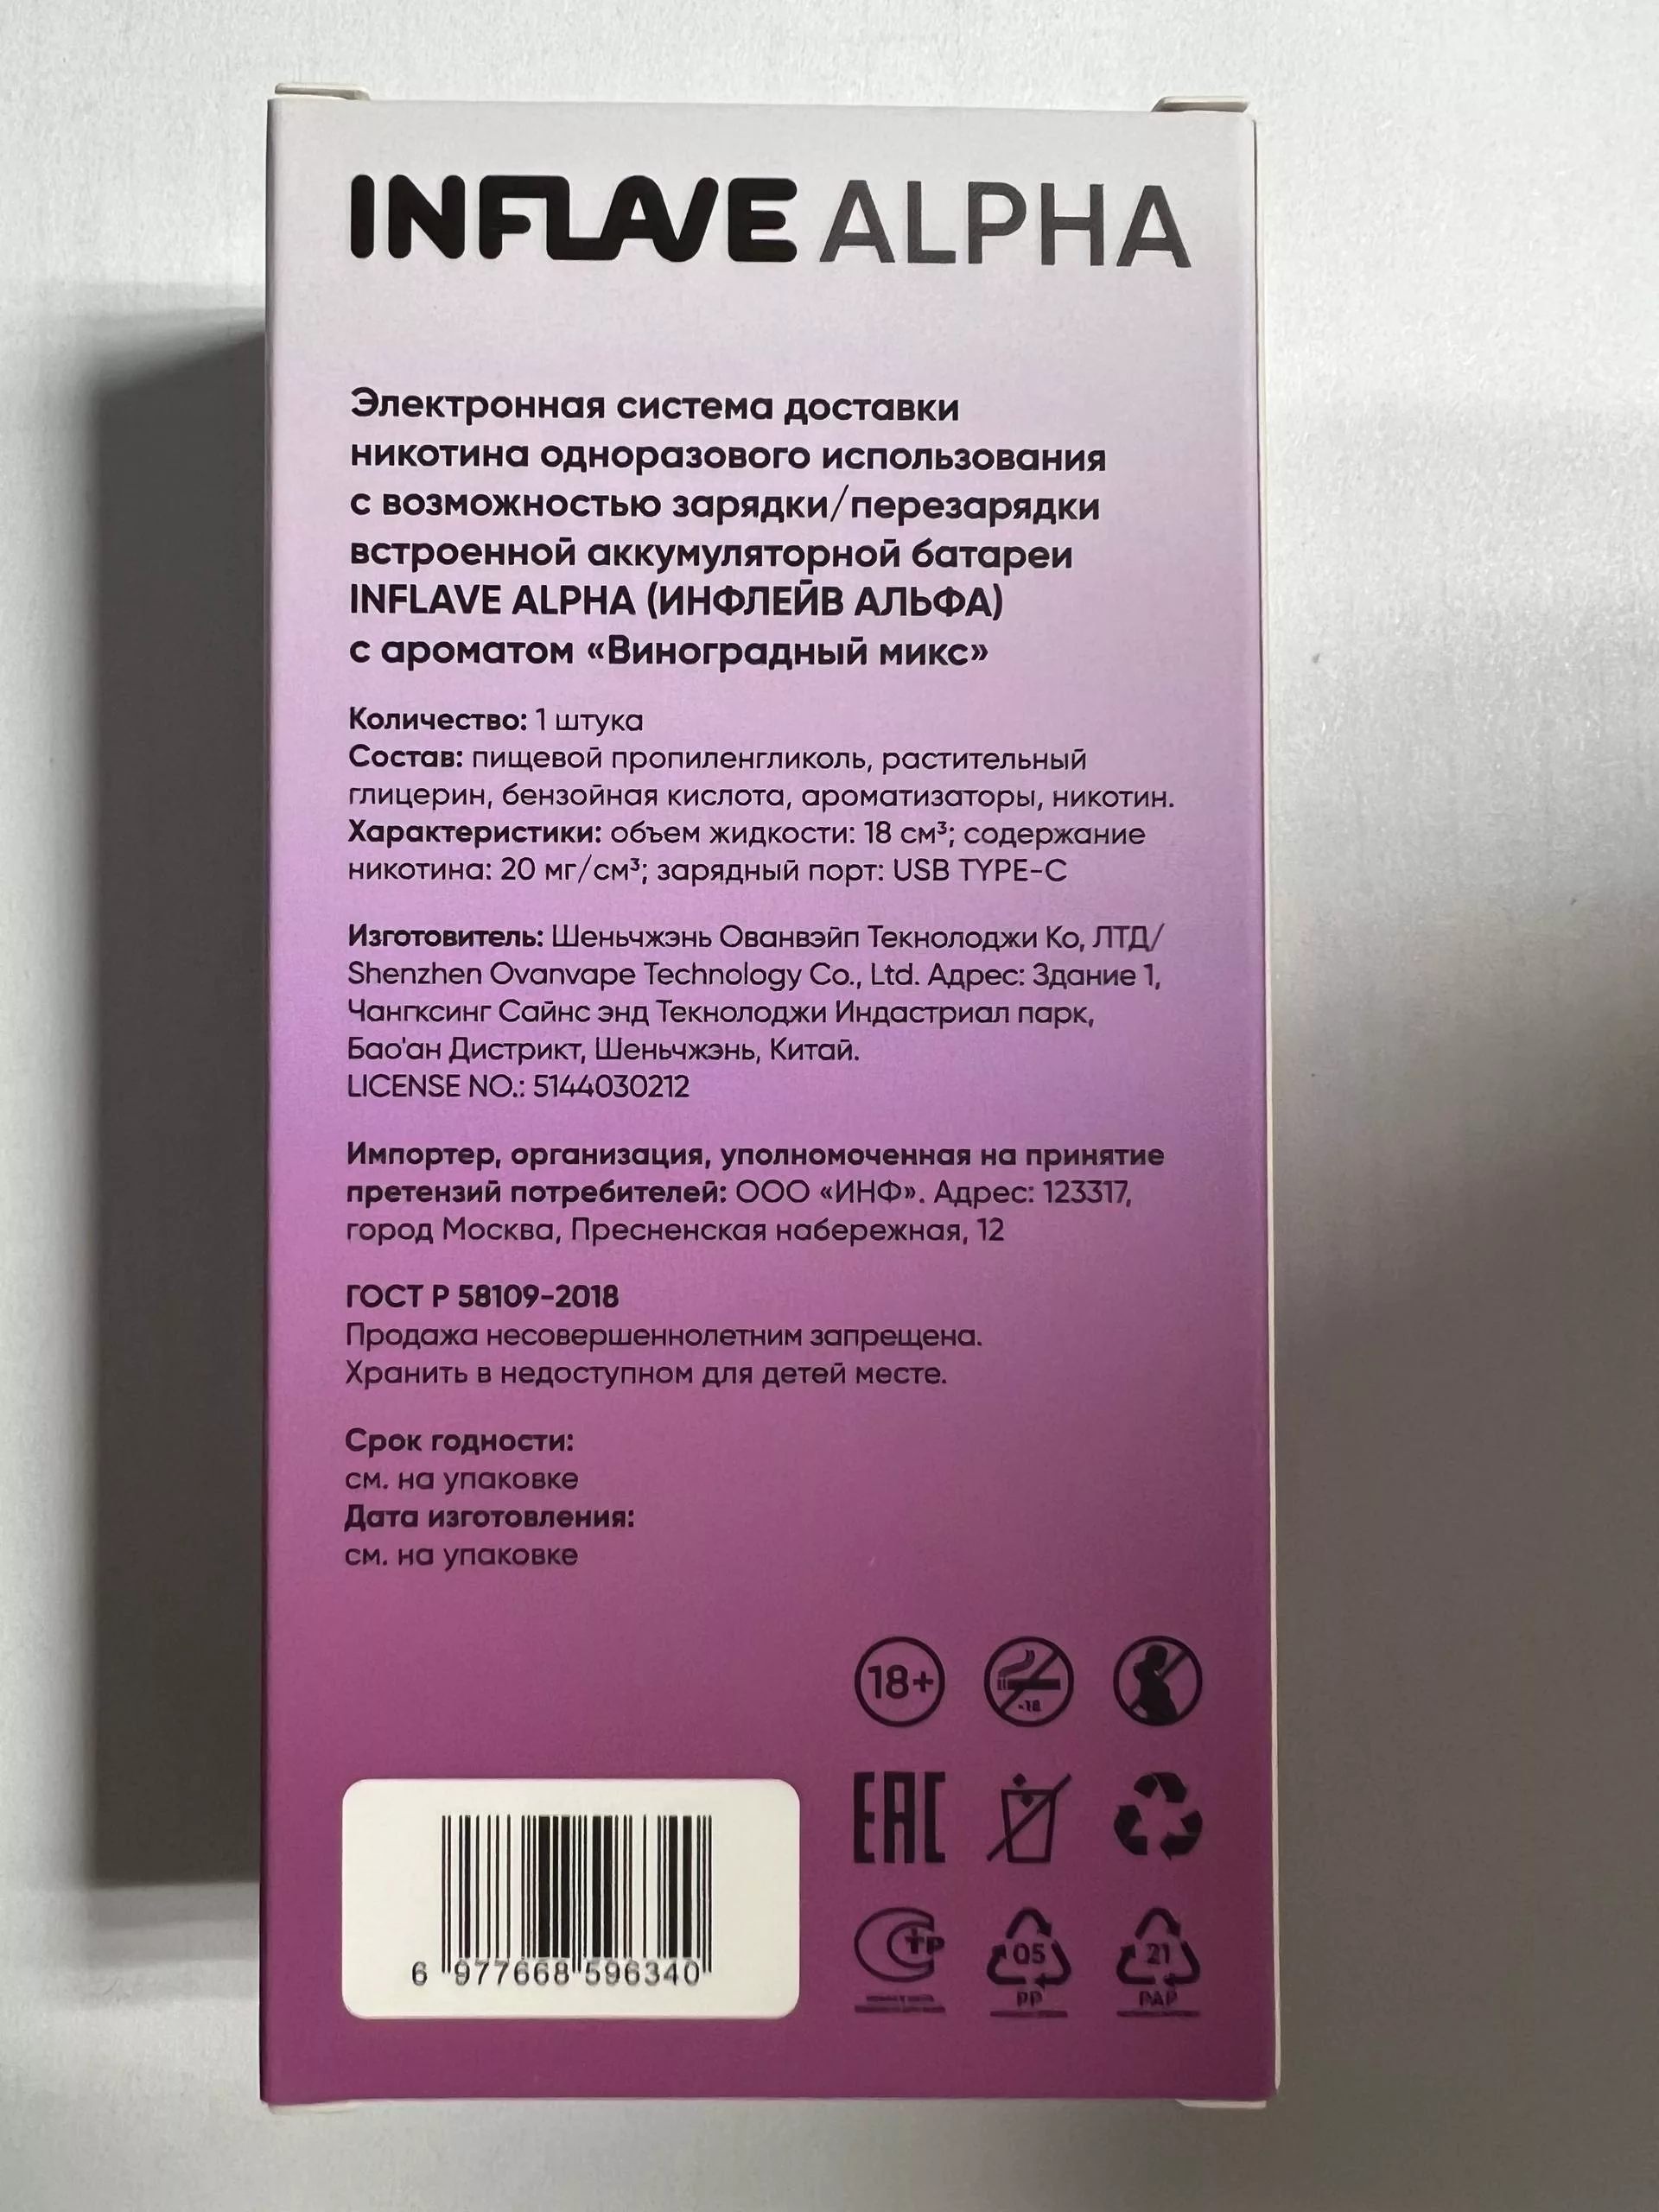 INFLAVE ALPHA
Электронная система доставки
никотина одноразового использования
с возможностью зарядки/перезарядки
встроенной аккумуляторной батареи
INFLAVE ALPHA (ИНФЛЕЙВ АЛЬФА)
с ароматом «Виноградный микс»
Количество: 1 штука
Состав: пищевой пропиленгликоль, растительный
глицерин, бензойная кислота, ароматизаторы, никотин.
Характеристики: объем жидкости: 18 см³; содержание
никотина: 20 мг/см³; зарядный порт: USB TYPE-C
Изготовитель: Шеньчжэнь Ованвэйп Текнолоджи Ко, ЛТД/
Shenzhen Ovanvape Technology Co., Ltd. Адрес: Здание 1,
Чангксинг Сайнс энд Текнолоджи Индастриал парк,
Бао'ан Дистрикт, Шеньчжэнь, Китай.
LICENSE NO.: 5144030212
Импортер, организация, уполномоченная на принятие
претензий потребителей: ООО «ИНФ». Адрес: 123317,
город Москва, Пресненская набережная, 12
ГОСТ Р 58109-2018
Продажа несовершеннолетним запрещена.
Хранить в недоступном для детей месте.
Срок годности:
см. на упаковке
Дата изготовления:
см. на упаковке
18+ -18
EAC
6 977668 596340
СТР 05 21
PP PAP